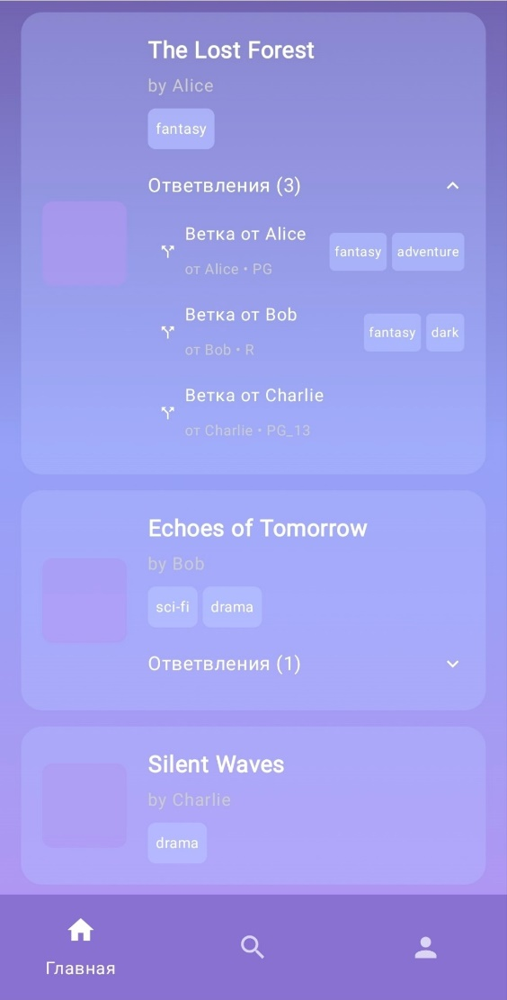 The Lost Forest
by Alice
fantasy
Ответвления (3)
Ветка от Alice
от Alice • PG
fantasy adventure
Ветка от Bob
от Bob • R
fantasy dark
Ветка от Charlie
от Charlie • PG_13
Echoes of Tomorrow
by Bob
sci-fi drama
Ответвления (1)
Silent Waves
by Charlie
drama
Главная